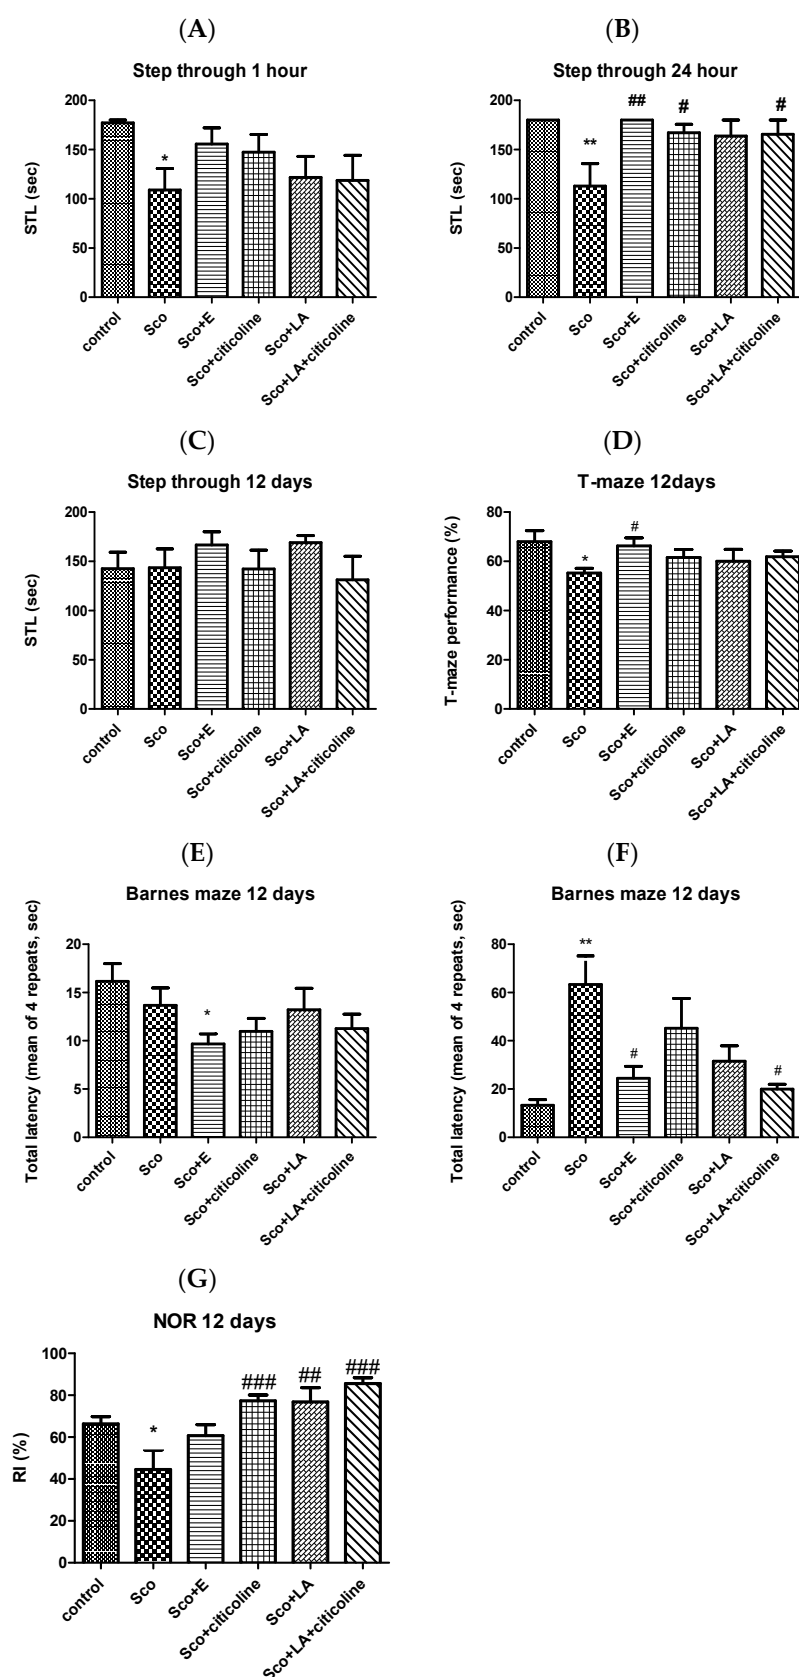 (A)
Step through 1 hour
STL (sec)
200
150
100
50
0
*
control
Sco
Sco+E
Sco+citicoline
Sco+LA
Sco+LA+citicoline
(B)
Step through 24 hour
STL (sec)
200
150
100
50
0
**
##
#
#
control
Sco
Sco+E
Sco+citicoline
Sco+LA
Sco+LA+citicoline
(C)
Step through 12 days
STL (sec)
200
150
100
50
0
control
Sco
Sco+E
Sco+citicoline
Sco+LA
Sco+LA+citicoline
(D)
T-maze 12days
T-maze performance (%)
80
60
40
20
0
*
#
control
Sco
Sco+E
Sco+citicoline
Sco+LA
Sco+LA+citicoline
(E)
Barnes maze 12 days
Total latency (mean of 4 repeats, sec)
20
15
10
5
0
*
control
Sco
Sco+E
Sco+citicoline
Sco+LA
Sco+LA+citicoline
(F)
Barnes maze 12 days
Total latency (mean of 4 repeats, sec)
80
60
40
20
0
**
#
#
control
Sco
Sco+E
Sco+citicoline
Sco+LA
Sco+LA+citicoline
(G)
NOR 12 days
RI (%)
100
80
60
40
20
0
*
###
##
###
control
Sco
Sco+E
Sco+citicoline
Sco+LA
Sco+LA+citicoline